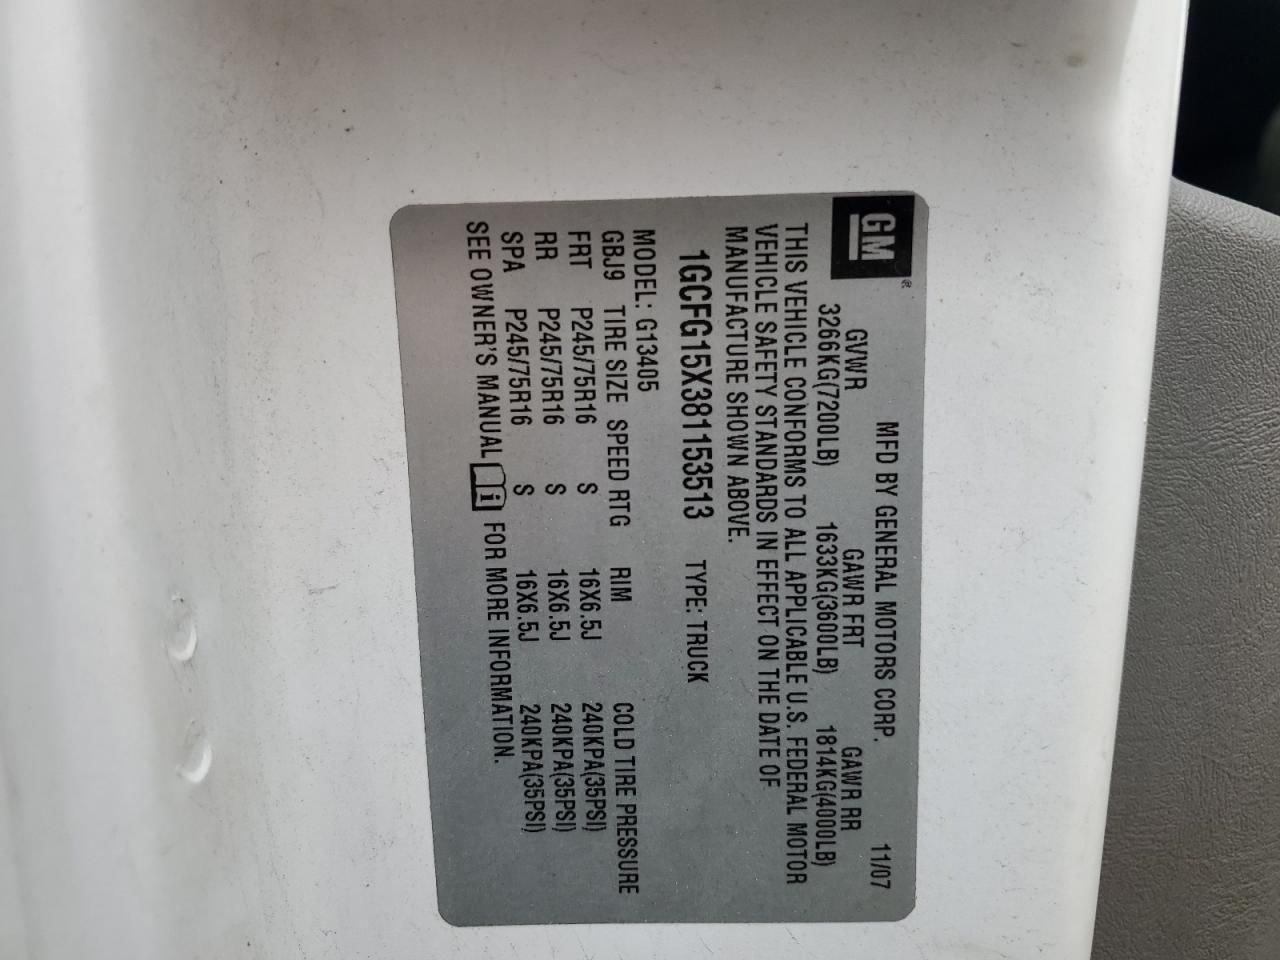 GM®
MFD BY GENERAL MOTORS CORP. 11/07
GVWR GAWR FRT GAWR RR
3266KG(7200LB) 1633KG(3600LB) 1814KG(4000LB)
THIS VEHICLE CONFORMS TO ALL APPLICABLE U.S. FEDERAL MOTOR
VEHICLE SAFETY STANDARDS IN EFFECT ON THE DATE OF
MANUFACTURE SHOWN ABOVE.
1GCFG15X381153513 TYPE: TRUCK
MODEL: G13405
GBJ9 TIRE SIZE SPEED RTG RIM COLD TIRE PRESSURE
FRT P245/75R16 S 16X6.5J 240KPA(35PSI)
RR P245/75R16 S 16X6.5J 240KPA(35PSI)
SPA P245/75R16 S 16X6.5J 240KPA(35PSI)
SEE OWNER'S MANUAL i FOR MORE INFORMATION.